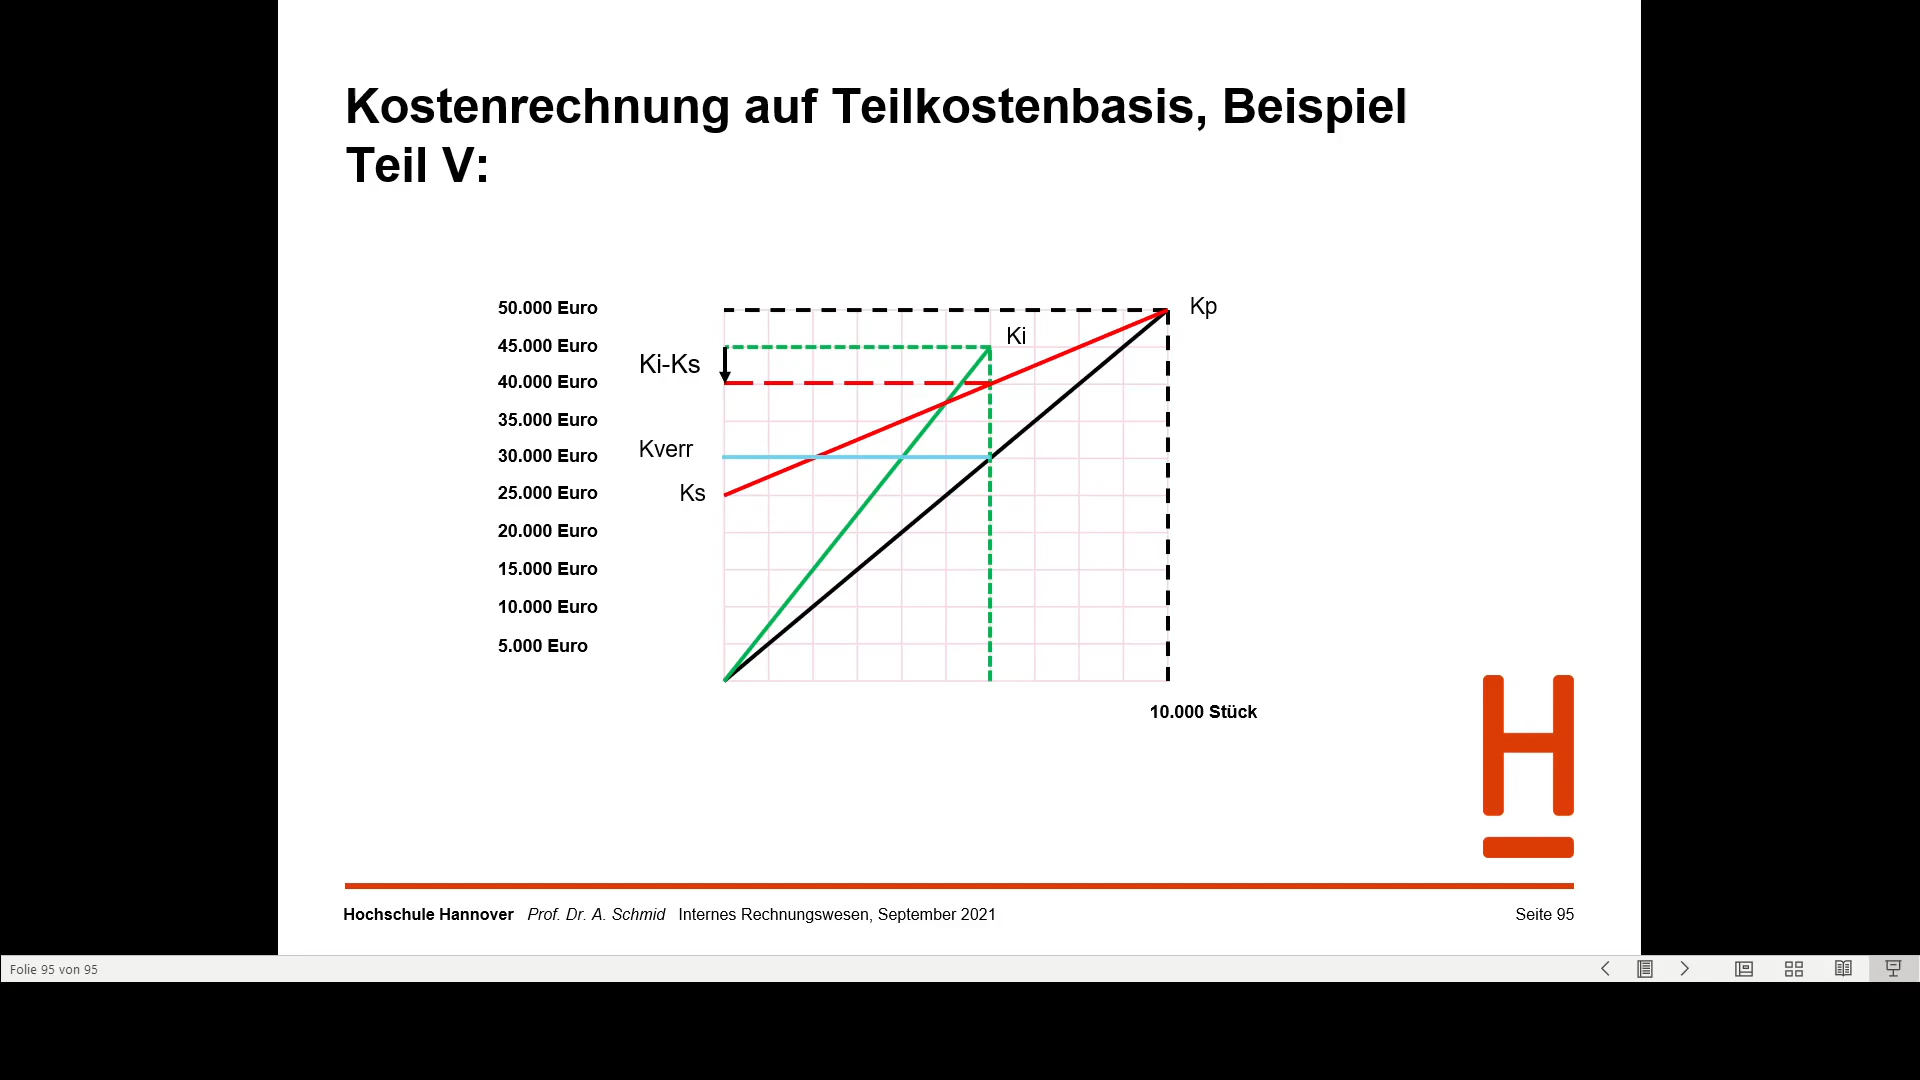 Kostenrechnung auf Teilkostenbasis, Beispiel
Teil V:
50.000 Euro
Kp
Ki
45.000 Euro
Ki-Ks
40.000 Euro
35.000 Euro
Kverr
30.000 Euro
25.000 Euro
Ks
20.000 Euro
15.000 Euro
10.000 Euro
5.000 Euro
10.000 Stück
H
Hochschule Hannover Prof. Dr. A. Schmid Internes Rechnungswesen, September 2021
Seite 95
Folie 95 von 95